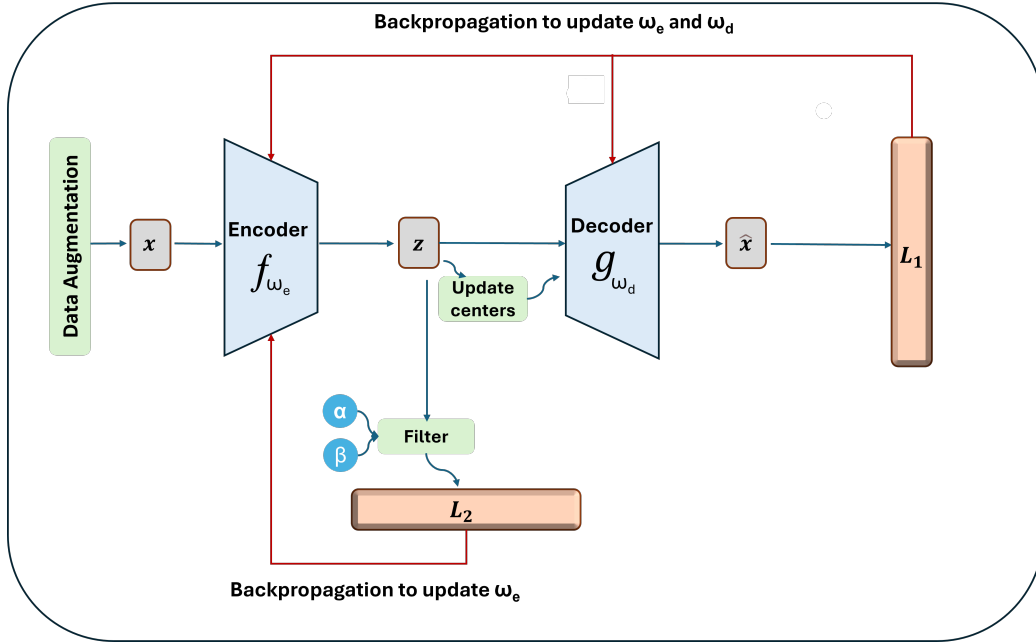 Backpropagation to update ωe and ωd
Data Augmentation
x
Encoder
fωe
z
Update
centers
Decoder
gωd
x̂
L1
α
β
Filter
L2
Backpropagation to update ωe